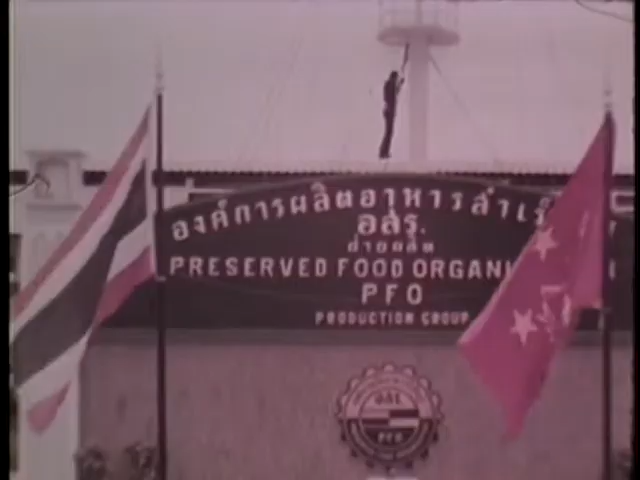 องค์การผลิตอาหารสำเร็
อสร.
ฝ่ายผลิต
PRESERVED FOOD ORGANI
PFO
PRODUCTION GROUP
PFO